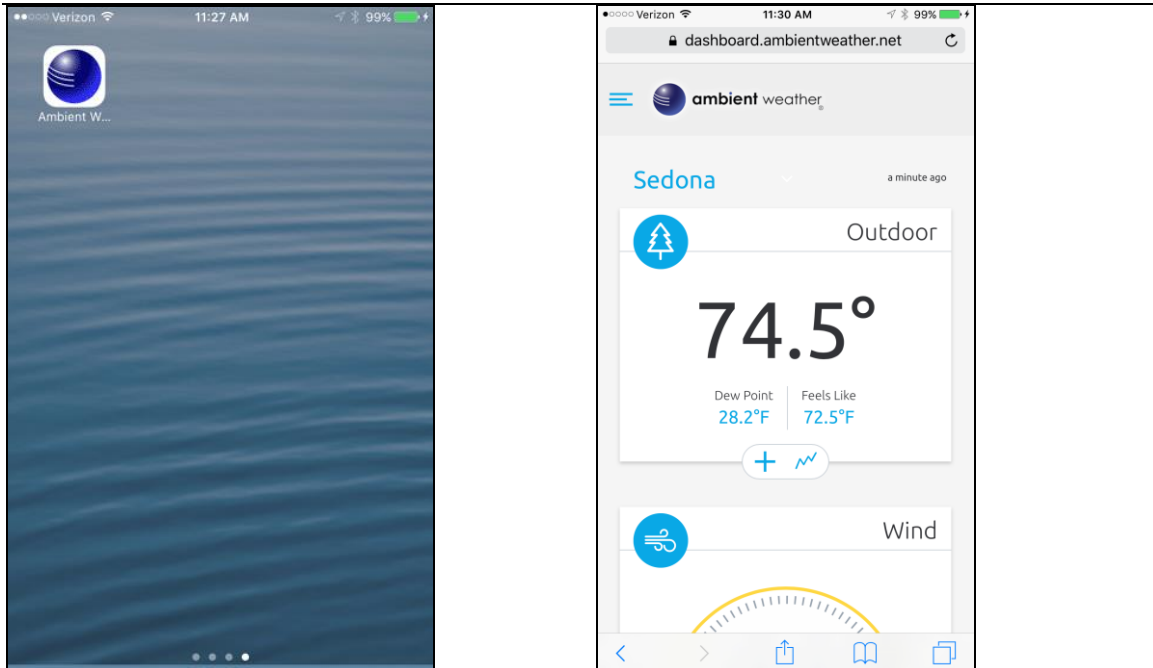 Verizon 11:27 AM 99%
Ambient W...
Verizon 11:30 AM 99%
dashboard.ambientweather.net
ambient weather®
Sedona a minute ago
Outdoor
74.5°
Dew Point Feels Like
28.2°F 72.5°F
Wind